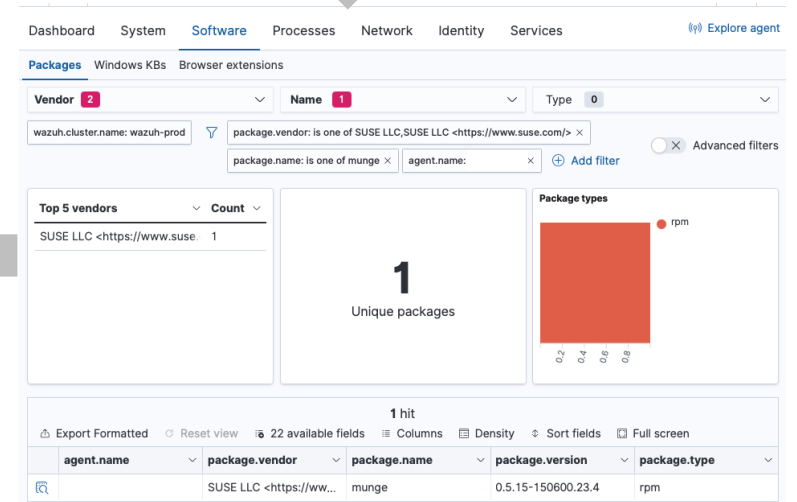 Dashboard System Software Processes Network Identity Services Explore agent
Packages Windows KBs Browser extensions
Vendor 2 Name 1 Type 0
wazuh.cluster.name: wazuh-prod package.vendor: is one of SUSE LLC,SUSE LLC <https://www.suse.com/> ×
package.name: is one of munge × agent.name: × Add filter
Advanced filters
Top 5 vendors Count
SUSE LLC <https://www.suse. 1
1
Unique packages
Package types
rpm
0.2 0.4 0.6 0.8
1 hit
Export Formatted Reset view 22 available fields Columns Density Sort fields Full screen
agent.name package.vendor package.name package.version package.type
SUSE LLC <https://ww... munge 0.5.15-150600.23.4 rpm